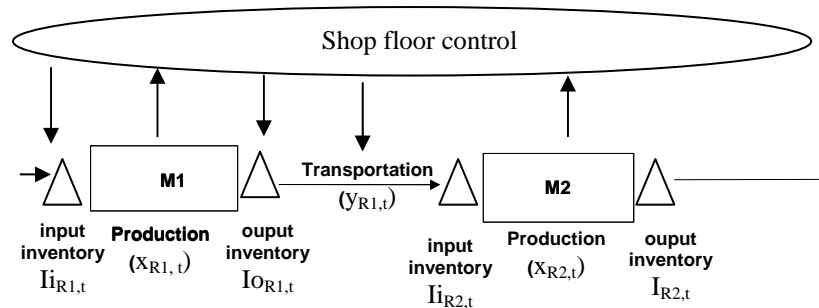 Shop floor control
M1
Transportation
(yR1,t)
M2
input
inventory
IiR1,t
Production
(xR1, t)
ouput
inventory
IoR1,t
input
inventory
IiR2,t
Production
(xR2,t)
ouput
inventory
IR2,t